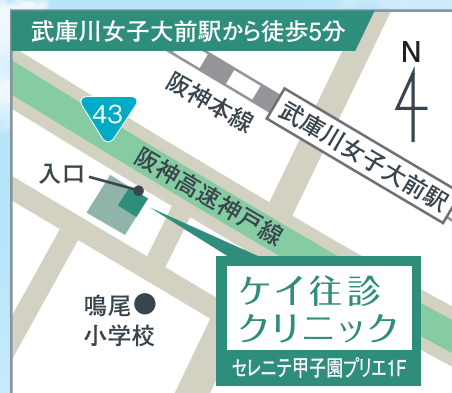 武庫川女子大前駅から徒歩5分
N
阪神本線
武庫川女子大前駅
43
阪神高速神戸線
入口
鳴尾
小学校
ケイ往診
クリニック
セレニテ甲子園プリエ1F